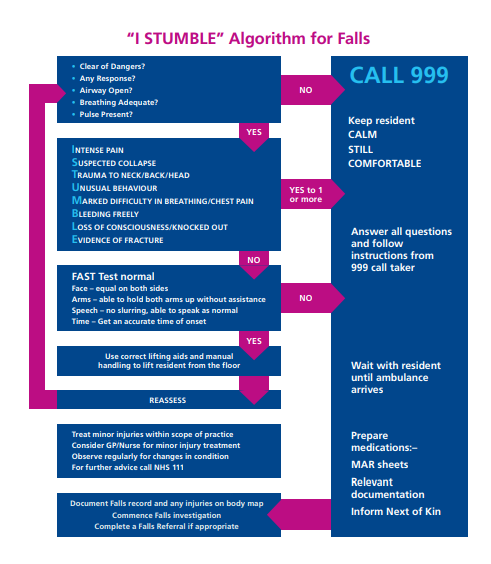 “I STUMBLE” Algorithm for Falls
• Clear of Dangers?
• Any Response?
• Airway Open?
• Breathing Adequate?
• Pulse Present?
NO
CALL 999
Keep resident
CALM
STILL
COMFORTABLE
YES
INTENSE PAIN
SUSPECTED COLLAPSE
TRAUMA TO NECK/BACK/HEAD
UNUSUAL BEHAVIOUR
MARKED DIFFICULTY IN BREATHING/CHEST PAIN
BLEEDING FREELY
LOSS OF CONSCIOUSNESS/KNOCKED OUT
EVIDENCE OF FRACTURE
YES to 1
or more
Answer all questions
and follow
instructions from
999 call taker
NO
FAST Test normal
Face – equal on both sides
Arms – able to hold both arms up without assistance
Speech – no slurring, able to speak as normal
Time – Get an accurate time of onset
NO
YES
Use correct lifting aids and manual
handling to lift resident from the floor
Wait with resident
until ambulance
arrives
REASSESS
Treat minor injuries within scope of practice
Consider GP/Nurse for minor injury treatment
Observe regularly for changes in condition
For further advice call NHS 111
Prepare
medications:–
MAR sheets
Relevant
documentation
Inform Next of Kin
Document Falls record and any injuries on body map
Commence Falls investigation
Complete a Falls Referral if appropriate